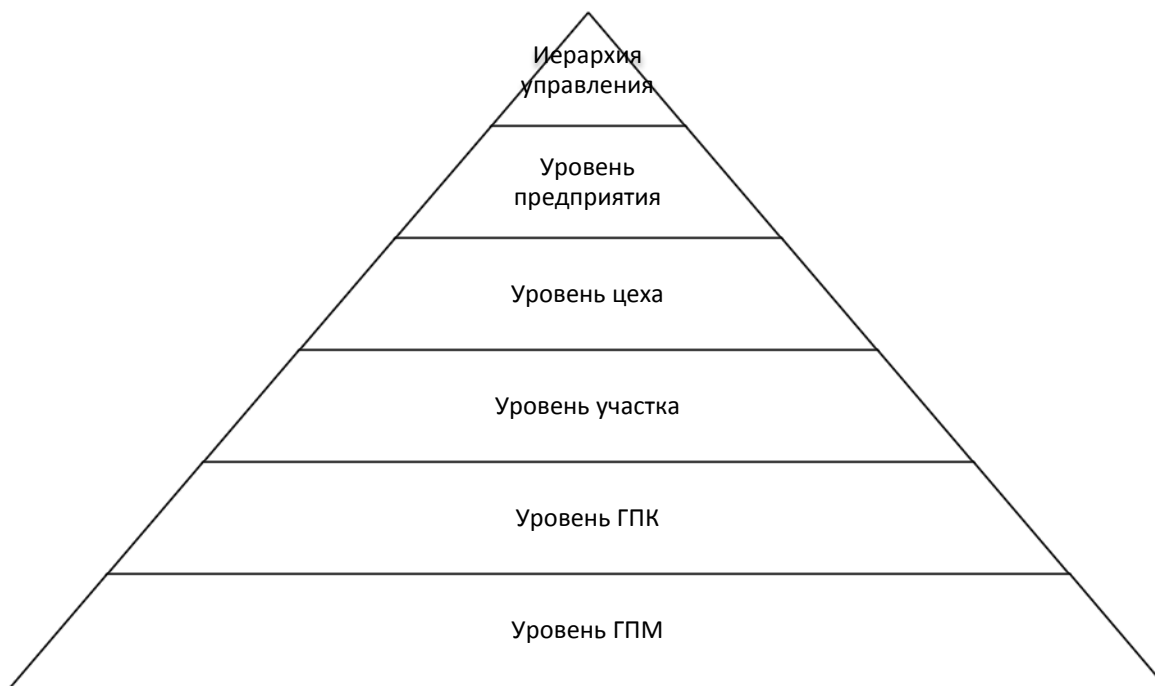 Иерархия
управления
Уровень
предприятия
Уровень цеха
Уровень участка
Уровень ГПК
Уровень ГПМ